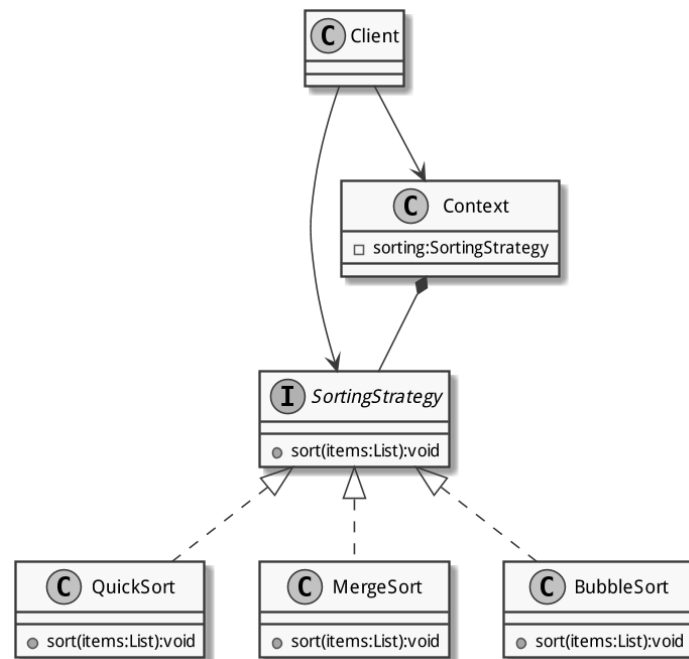 C Client
C Context
sorting:SortingStrategy
I SortingStrategy
sort(items:List):void
C QuickSort
C MergeSort
C BubbleSort
sort(items:List):void
sort(items:List):void
sort(items:List):void